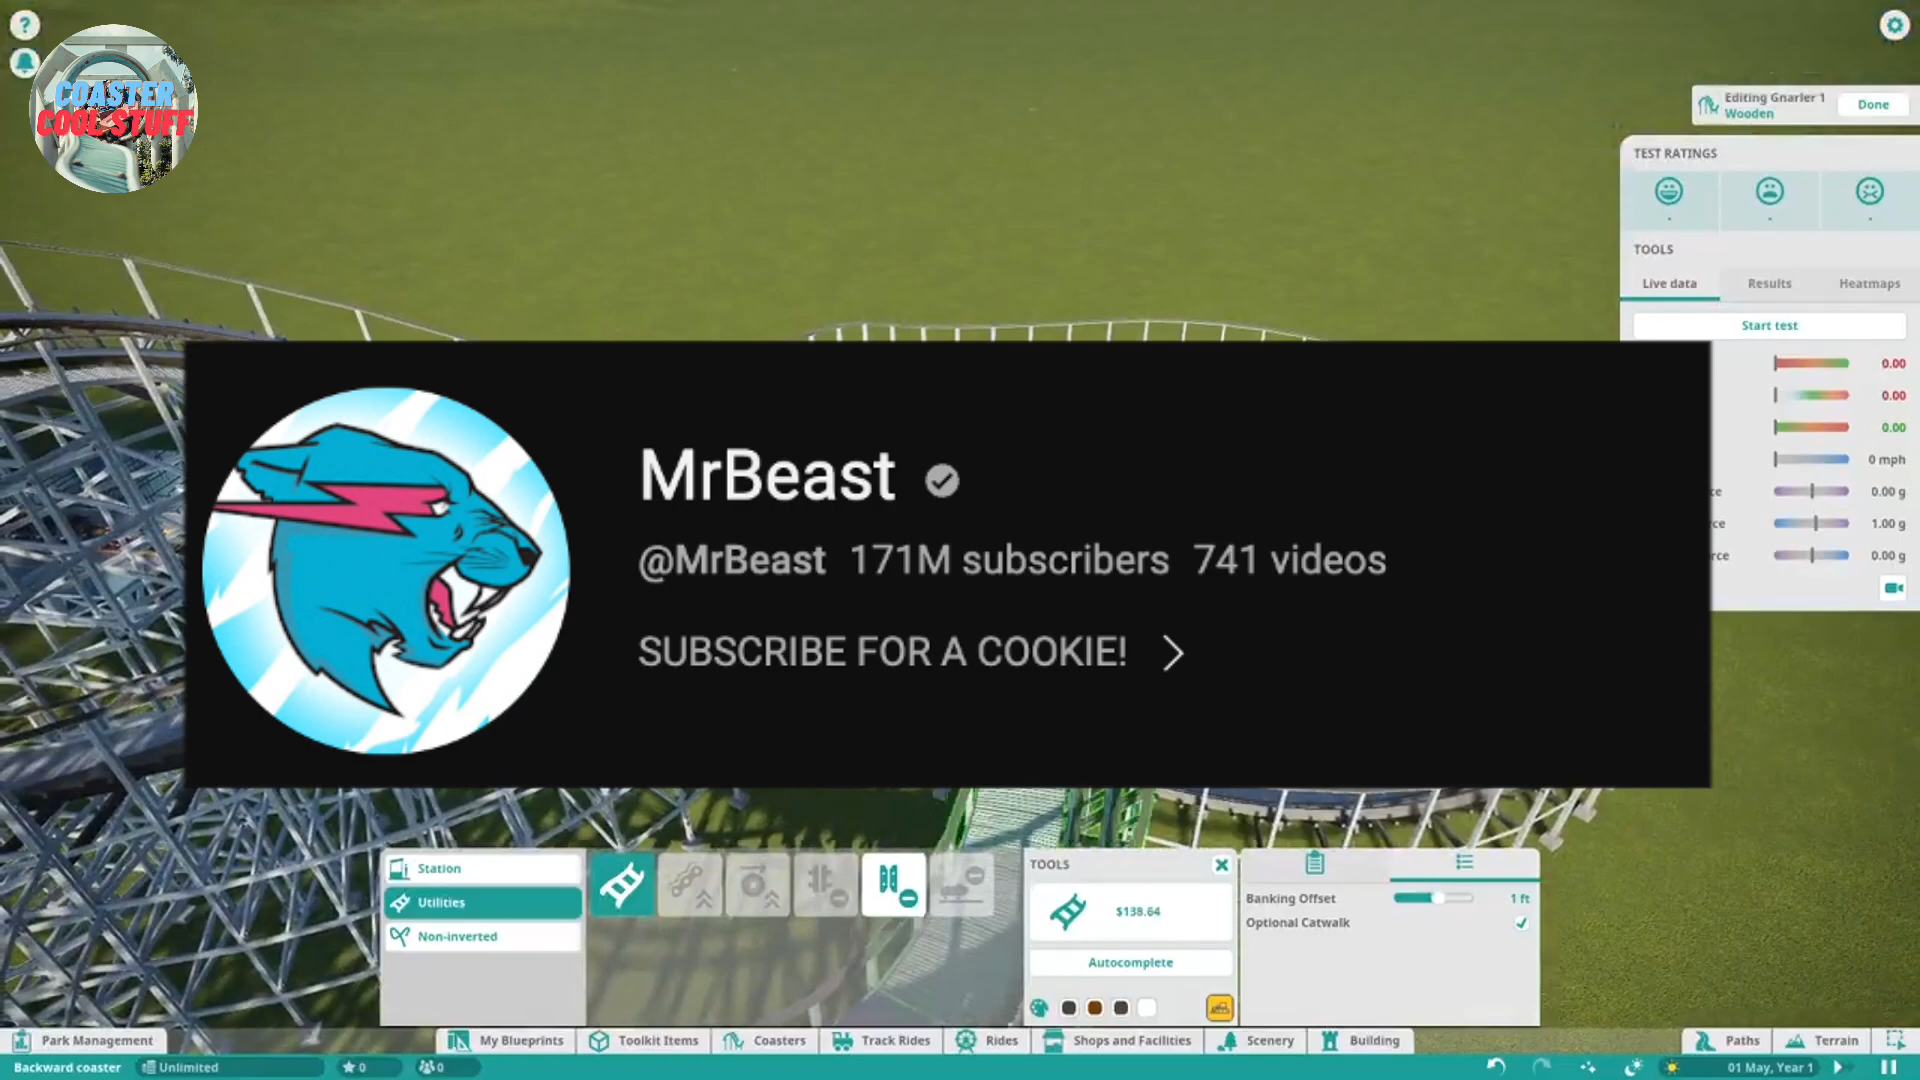 ?
COASTER
COOL STUFF
Editing Gnarler 1
Wooden
Done
TEST RATINGS
-
-
-
TOOLS
Live data
Results
Heatmaps
Start test
0.00
0.00
0.00
0 mph
ce
0.00 g
rce
1.00 g
rce
0.00 g
MrBeast
@MrBeast 171M subscribers 741 videos
SUBSCRIBE FOR A COOKIE!
Station
Utilities
Non-inverted
TOOLS
$138.64
Autocomplete
Banking Offset
1 ft
Optional Catwalk
Park Management
My Blueprints
Toolkit Items
Coasters
Track Rides
Rides
Shops and Facilities
Scenery
Building
Paths
Terrain
Backward coaster
Unlimited
0
0
01 May, Year 1